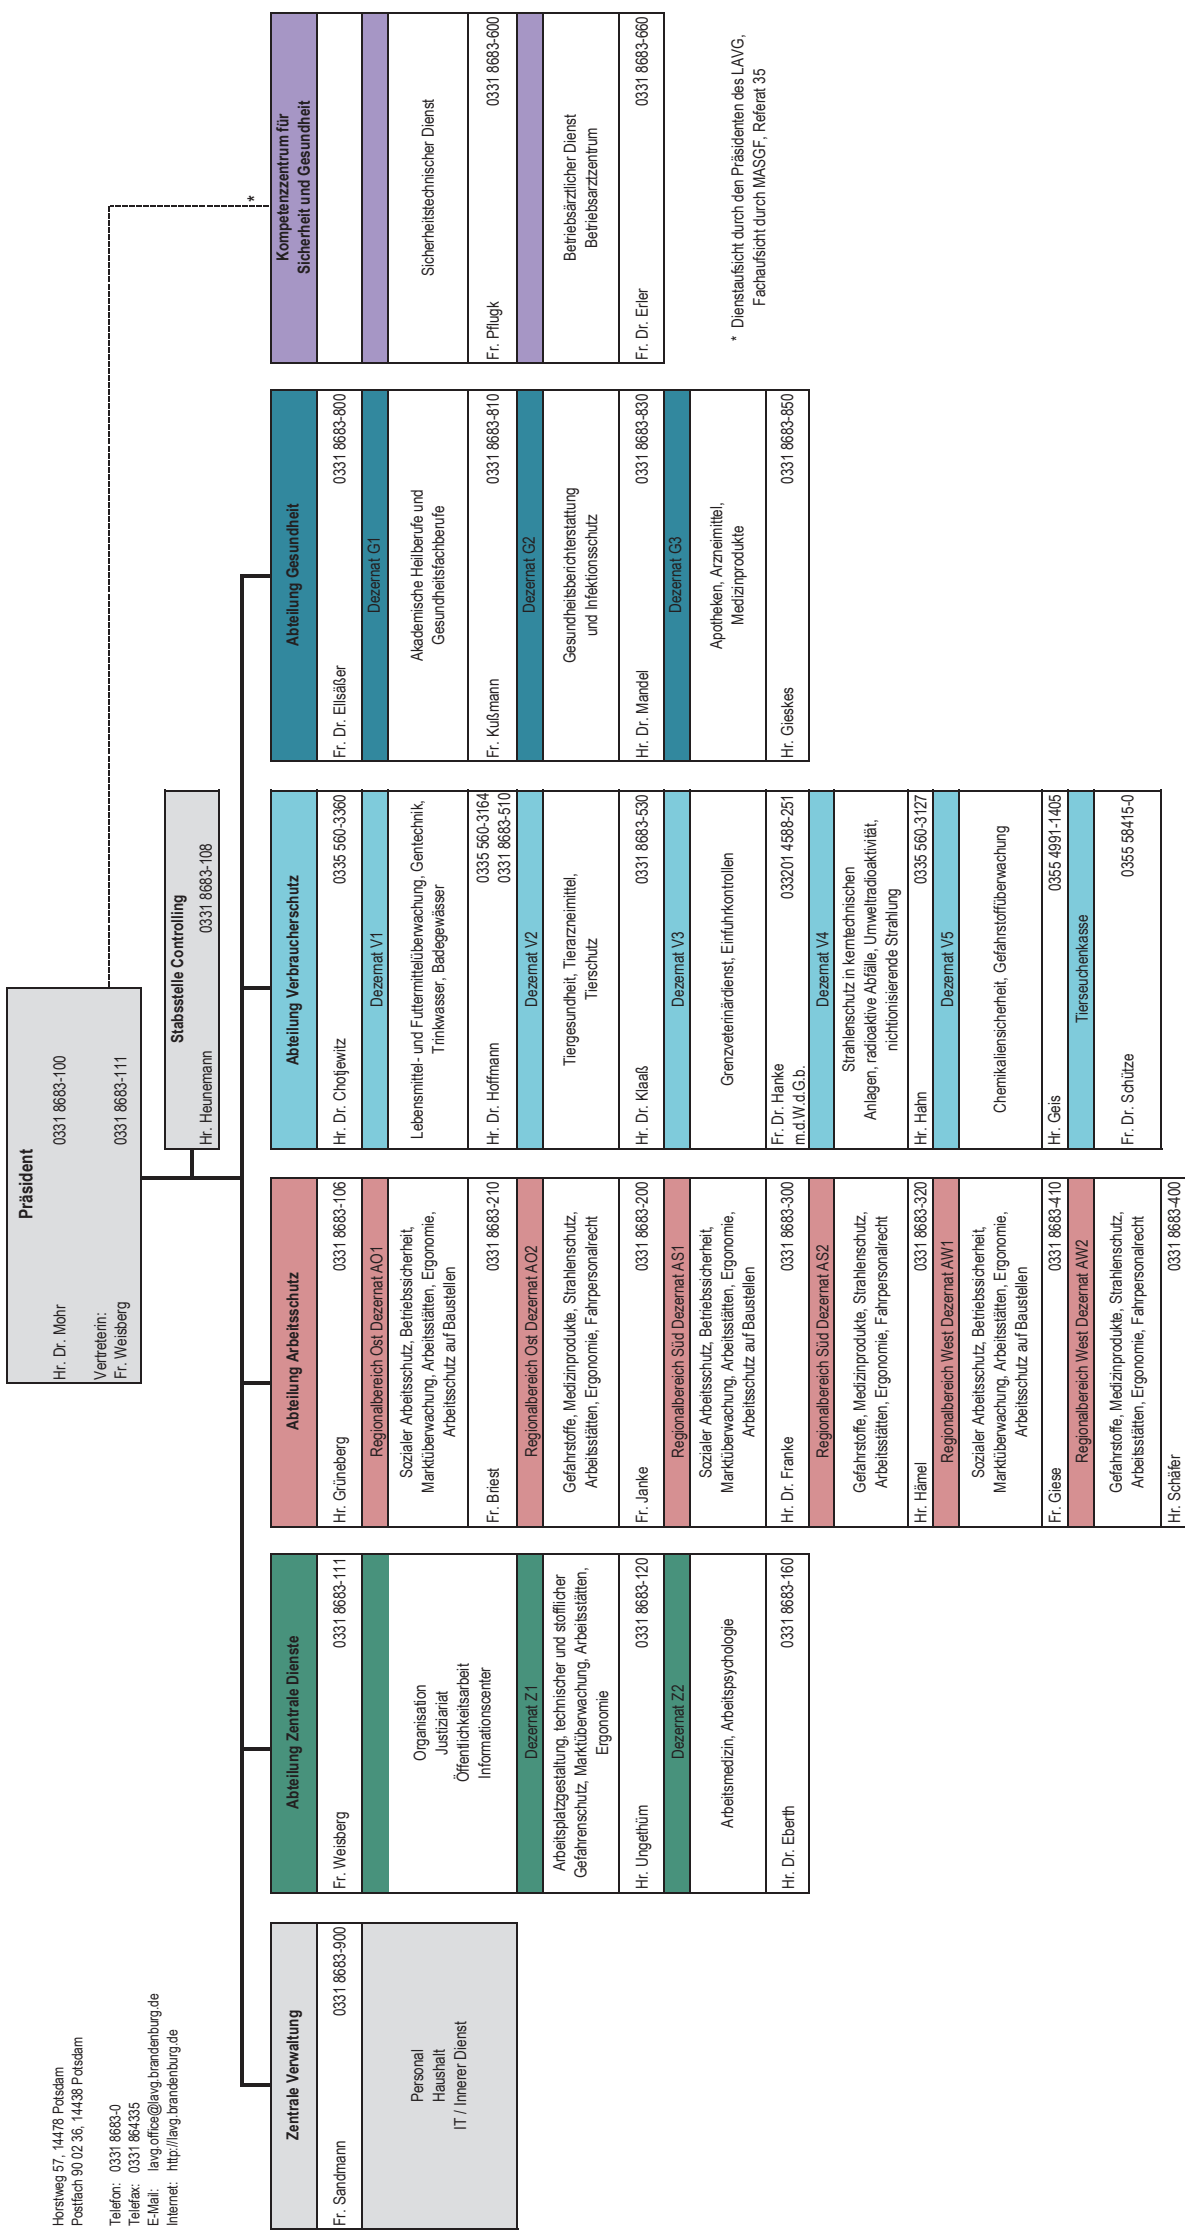 Horstweg 57, 14478 Potsdam
Postfach 90 02 36, 14438 Potsdam
Telefon: 0331 8683-0
Telefax: 0331 864335
E-Mail: lavg.office@lavg.brandenburg.de
Internet: http://lavg.brandenburg.de
Präsident
Hr. Dr. Mohr 0331 8683-100
Vertreterin:
Fr. Weisberg 0331 8683-111
Stabsstelle Controlling
Hr. Heunemann 0331 8683-108
Zentrale Verwaltung
Fr. Sandmann 0331 8683-900
Personal
Haushalt
IT / Innerer Dienst
Abteilung Zentrale Dienste
Fr. Weisberg 0331 8683-111
Organisation
Justiziariat
Öffentlichkeitsarbeit
Informationscenter
Dezernat Z1
Arbeitsplatzgestaltung, technischer und stofflicher
Gefahrenschutz, Marktüberwachung, Arbeitsstätten,
Ergonomie
Hr. Ungethüm 0331 8683-120
Dezernat Z2
Arbeitsmedizin, Arbeitspsychologie
Hr. Dr. Eberth 0331 8683-160
Abteilung Arbeitsschutz
Hr. Grüneberg 0331 8683-106
Regionalbereich Ost Dezernat AO1
Sozialer Arbeitsschutz, Betriebssicherheit,
Marktüberwachung, Arbeitsstätten, Ergonomie,
Arbeitsschutz auf Baustellen
Fr. Briest 0331 8683-210
Regionalbereich Ost Dezernat AO2
Gefahrstoffe, Medizinprodukte, Strahlenschutz,
Arbeitsstätten, Ergonomie, Fahrpersonalrecht
Fr. Janke 0331 8683-200
Regionalbereich Süd Dezernat AS1
Sozialer Arbeitsschutz, Betriebssicherheit,
Marktüberwachung, Arbeitsstätten, Ergonomie,
Arbeitsschutz auf Baustellen
Hr. Dr. Franke 0331 8683-300
Regionalbereich Süd Dezernat AS2
Gefahrstoffe, Medizinprodukte, Strahlenschutz,
Arbeitsstätten, Ergonomie, Fahrpersonalrecht
Hr. Hämel 0331 8683-320
Regionalbereich West Dezernat AW1
Sozialer Arbeitsschutz, Betriebssicherheit,
Marktüberwachung, Arbeitsstätten, Ergonomie,
Arbeitsschutz auf Baustellen
Fr. Giese 0331 8683-410
Regionalbereich West Dezernat AW2
Gefahrstoffe, Medizinprodukte, Strahlenschutz,
Arbeitsstätten, Ergonomie, Fahrpersonalrecht
Hr. Schäfer 0331 8683-400
Abteilung Verbraucherschutz
Hr. Dr. Chotjewitz 0335 560-3360
Dezernat V1
Lebensmittel- und Futtermittelüberwachung, Gentechnik,
Trinkwasser, Badegewässer
0335 560-3164
Hr. Dr. Hoffmann 0331 8683-510
Dezernat V2
Tiergesundheit, Tierarzneimittel,
Tierschutz
Hr. Dr. Klaaß 0331 8683-530
Dezernat V3
Grenzveterinärdienst, Einfuhrkontrollen
Fr. Dr. Hanke 033201 4588-251
m.d.W.d.G.b.
Dezernat V4
Strahlenschutz in kerntechnischen
Anlagen, radioaktive Abfälle, Umweltradioaktivität,
nichtionisierende Strahlung
Hr. Hahn 0335 560-3127
Dezernat V5
Chemikaliensicherheit, Gefahrstoffüberwachung
Hr. Geis 0355 4991-1405
Tierseuchenkasse
Fr. Dr. Schütze 0355 58415-0
Abteilung Gesundheit
Fr. Dr. Ellsäßer 0331 8683-800
Dezernat G1
Akademische Heilberufe und
Gesundheitsfachberufe
Fr. Kußmann 0331 8683-810
Dezernat G2
Gesundheitsberichterstattung
und Infektionsschutz
Hr. Dr. Mandel 0331 8683-830
Dezernat G3
Apotheken, Arzneimittel,
Medizinprodukte
Hr. Gieskes 0331 8683-850
*
Kompetenzzentrum für
Sicherheit und Gesundheit
Sicherheitstechnischer Dienst
Fr. Pflugk 0331 8683-600
Betriebsärztlicher Dienst
Betriebsarztzentrum
Fr. Dr. Erler 0331 8683-660
* Dienstaufsicht durch den Präsidenten des LAVG,
Fachaufsicht durch MASGF, Referat 35